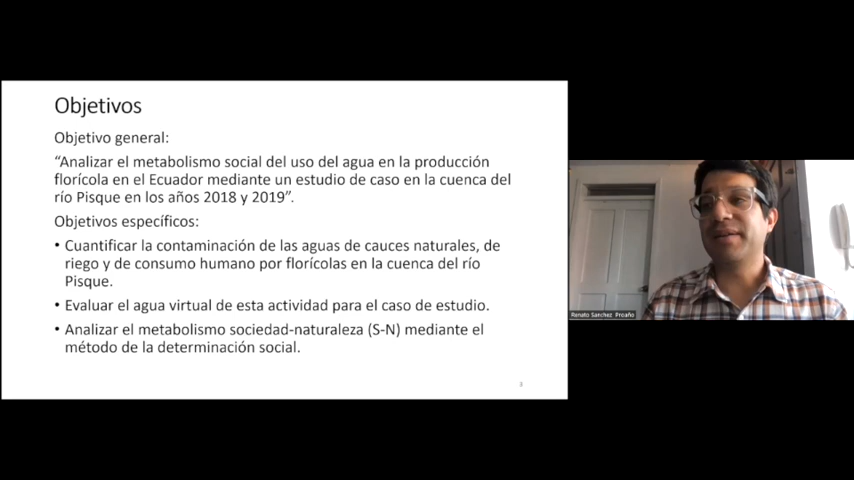 Objetivos
Objetivo general:
“Analizar el metabolismo social del uso del agua en la producción
florícola en el Ecuador mediante un estudio de caso en la cuenca del
río Pisque en los años 2018 y 2019”.
Objetivos específicos:
• Cuantificar la contaminación de las aguas de cauces naturales, de
riego y de consumo humano por florícolas en la cuenca del río
Pisque.
• Evaluar el agua virtual de esta actividad para el caso de estudio.
• Analizar el metabolismo sociedad-naturaleza (S-N) mediante el
método de la determinación social.
3
Renato Sanchez Proaño